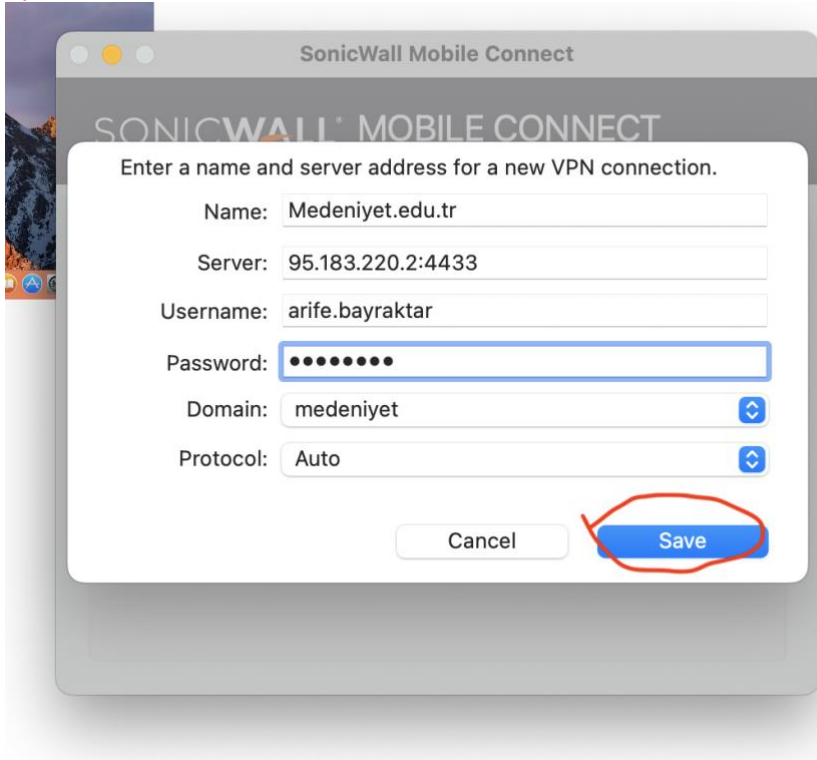 SonicWall Mobile Connect
SONICWALL® MOBILE CONNECT
Enter a name and server address for a new VPN connection.
Name: Medeniyet.edu.tr
Server: 95.183.220.2:4433
Username: arife.bayraktar
Password: ••••••••
Domain: medeniyet
Protocol: Auto
Cancel Save